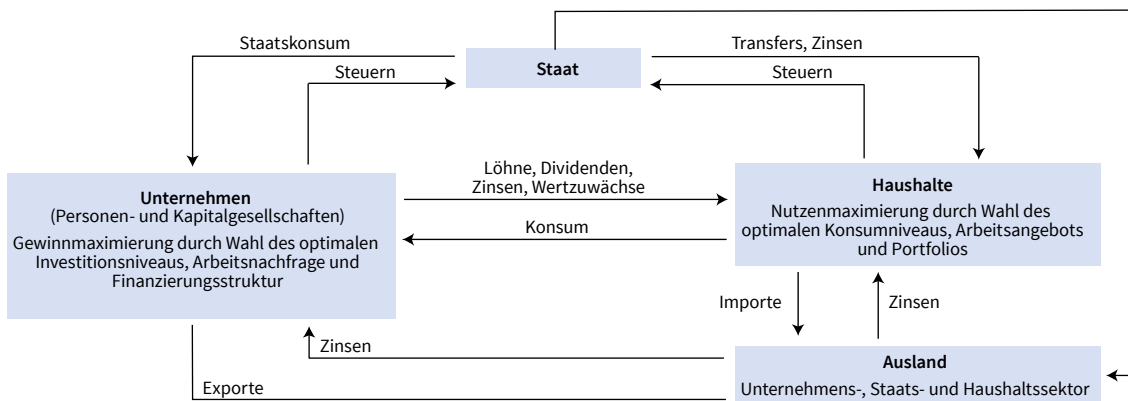 Staatskonsum
Transfers, Zinsen
Staat
Steuern
Steuern
Löhne, Dividenden,
Zinsen, Wertzuwächse
Unternehmen
(Personen- und Kapitalgesellschaften)
Gewinnmaximierung durch Wahl des optimalen
Investitionsniveaus, Arbeitsnachfrage und
Finanzierungsstruktur
Konsum
Haushalte
Nutzenmaximierung durch Wahl des
optimalen Konsumniveaus, Arbeitsangebots
und Portfolios
Importe
Zinsen
Zinsen
Exporte
Ausland
Unternehmens-, Staats- und Haushaltssektor